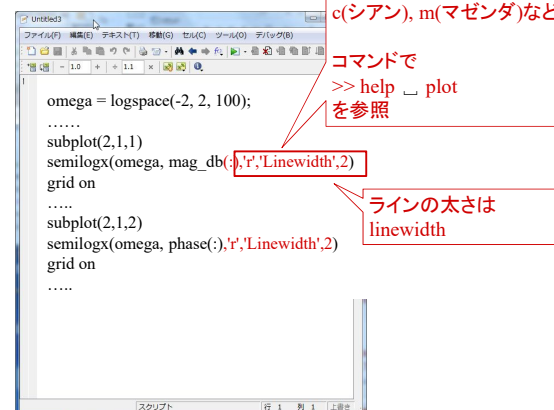 Untitled3
ファイル(F) 編集(E) テキスト(T) 移動(G) セル(C) ツール(O) デバッグ(B)
- 1.0 + ÷ 1.1 ×
1
omega = logspace(-2, 2, 100);
……
subplot(2,1,1)
semilogx(omega, mag_db(:),'r','Linewidth',2)
grid on
…..
subplot(2,1,2)
semilogx(omega, phase(:),'r','Linewidth',2)
grid on
…..
c(シアン), m(マゼンダ)など
コマンドで
>> help ␣ plot
を参照
ラインの太さは
linewidth
スクリプト 行 1 列 1 上書き